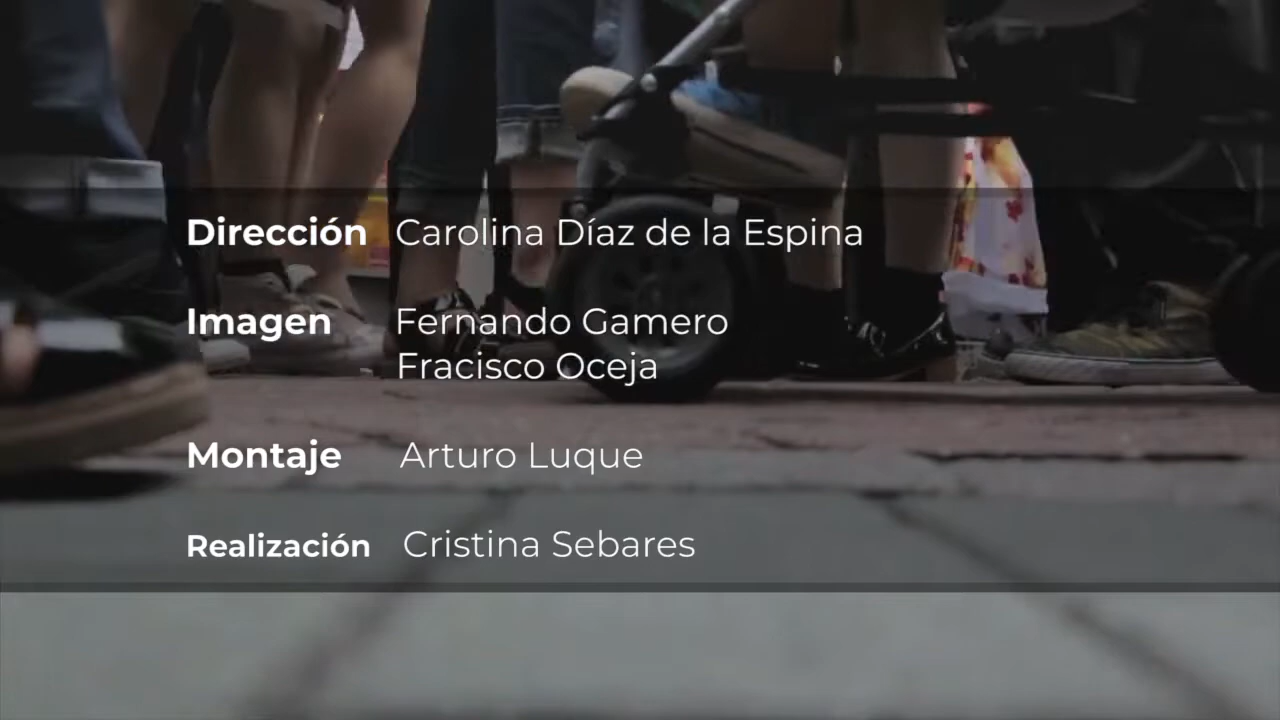 Dirección Carolina Díaz de la Espina
Imagen Fernando Gamero
Fracisco Oceja
Montaje Arturo Luque
Realización Cristina Sebares